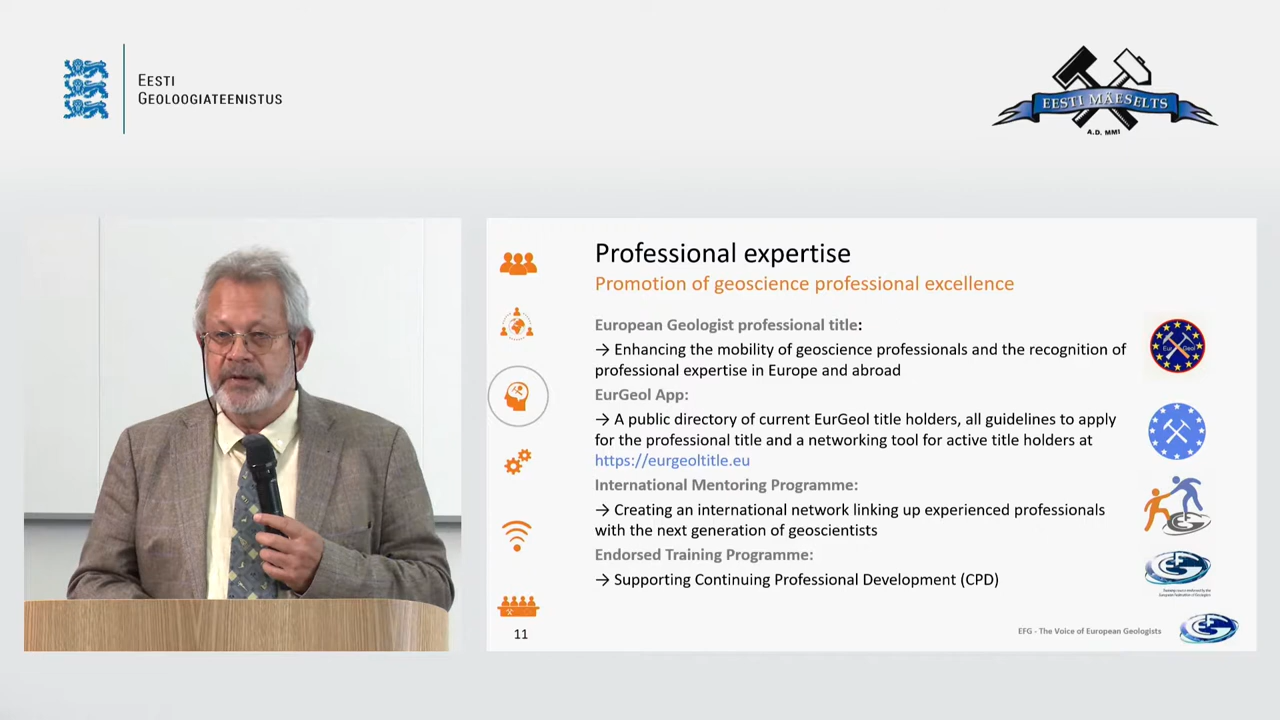 EESTI
GEOLOOGIATEENISTUS
EESTI MÄESELTS
A.D. MMI
Professional expertise
Promotion of geoscience professional excellence
European Geologist professional title:
→ Enhancing the mobility of geoscience professionals and the recognition of
professional expertise in Europe and abroad
EurGeol App:
→ A public directory of current EurGeol title holders, all guidelines to apply
for the professional title and a networking tool for active title holders at
https://eurgeoltitle.eu
International Mentoring Programme:
→ Creating an international network linking up experienced professionals
with the next generation of geoscientists
Endorsed Training Programme:
→ Supporting Continuing Professional Development (CPD)
Eur Geol
11
EFG - The Voice of European Geologists